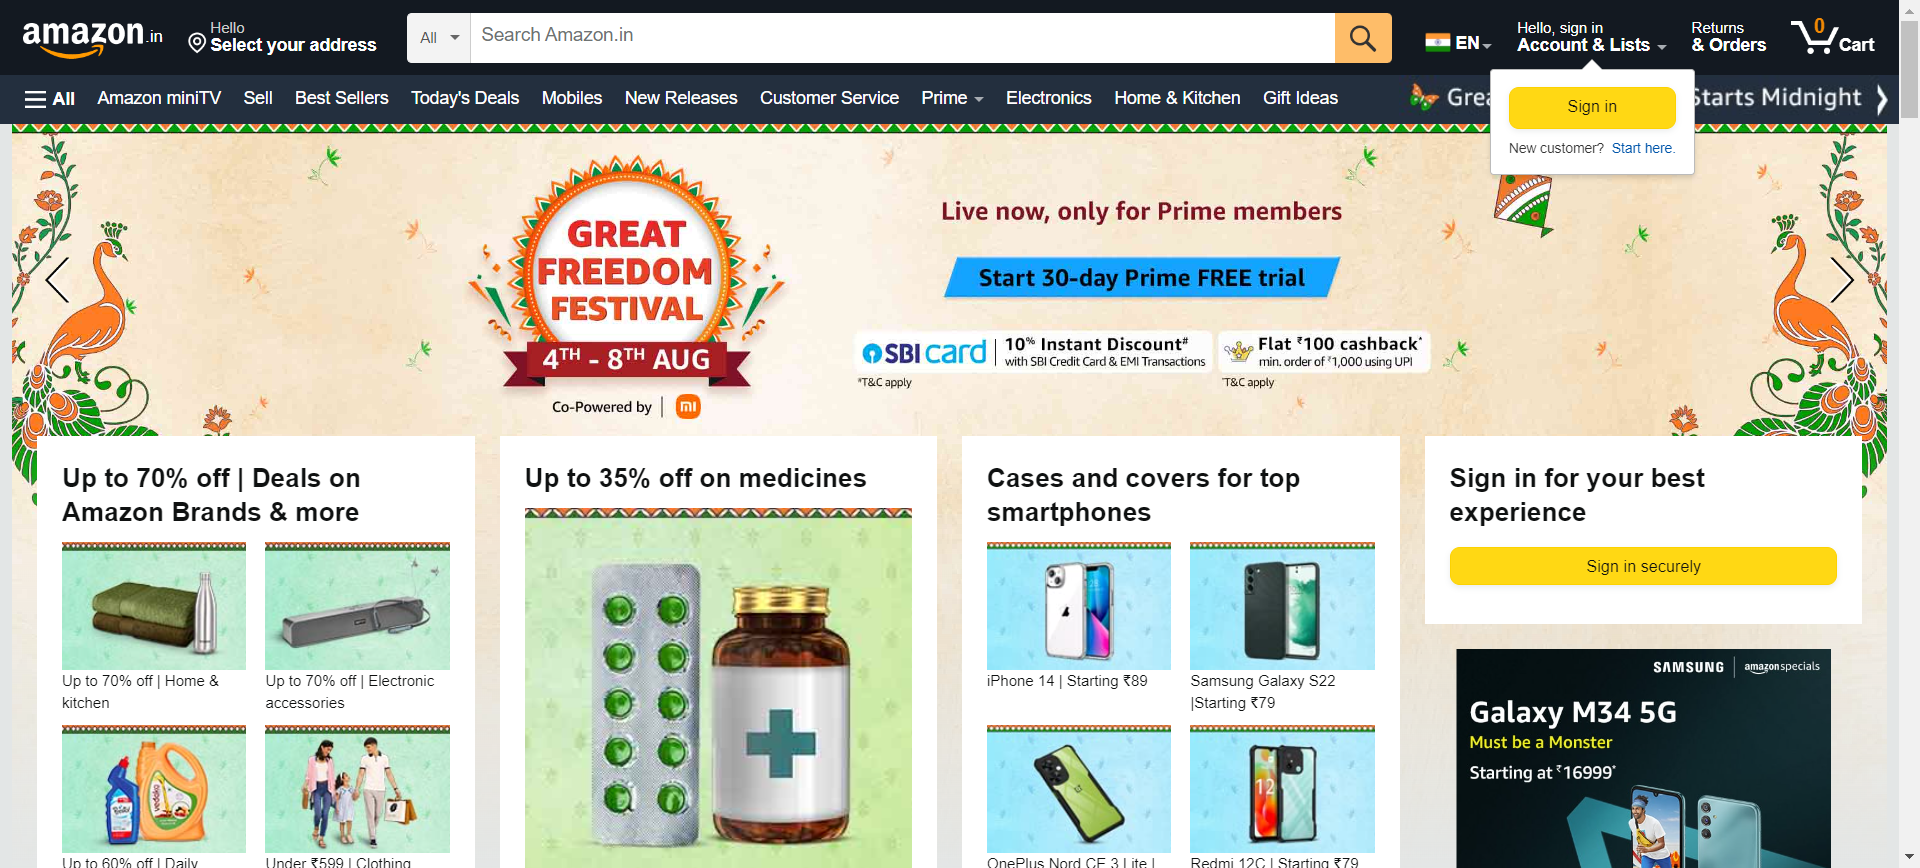 amazon.in
Hello
Select your address
All
Search Amazon.in
EN
Hello, sign in
Account & Lists
Returns
& Orders
0
Cart
All
Amazon miniTV
Sell
Best Sellers
Today's Deals
Mobiles
New Releases
Customer Service
Prime
Electronics
Home & Kitchen
Gift Ideas
Starts Midnight
Sign in
New customer? Start here.
GREAT
FREEDOM
FESTIVAL
4TH - 8TH AUG
Co-Powered by
mi
Live now, only for Prime members
Start 30-day Prime FREE trial
SBI card
10% Instant Discount#
with SBI Credit Card & EMI Transactions
#T&C apply
Flat ₹100 cashback*
min. order of ₹1,000 using UPI
*T&C apply
Up to 70% off | Deals on
Amazon Brands & more
Up to 70% off | Home &
kitchen
Up to 70% off | Electronic
accessories
Up to 60% off | Daily
Under ₹599 | Clothing
Up to 35% off on medicines
Cases and covers for top
smartphones
iPhone 14 | Starting ₹89
Samsung Galaxy S22
|Starting ₹79
12
OnePlus Nord CE 3 Lite |
Redmi 12C | Starting ₹79
Sign in for your best
experience
Sign in securely
SAMSUNG
amazonspecials
Galaxy M34 5G
Must be a Monster
Starting at ₹16999*